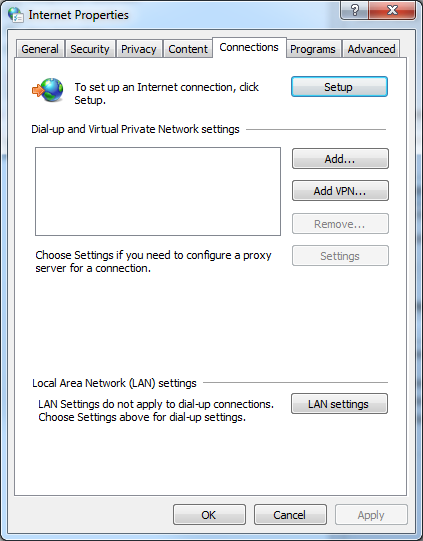 Internet Properties
?
General Security Privacy Content Connections Programs Advanced
To set up an Internet connection, click
Setup.
Setup
Dial-up and Virtual Private Network settings
Add...
Add VPN...
Remove...
Choose Settings if you need to configure a proxy
server for a connection.
Settings
Local Area Network (LAN) settings
LAN Settings do not apply to dial-up connections.
Choose Settings above for dial-up settings.
LAN settings
OK Cancel Apply